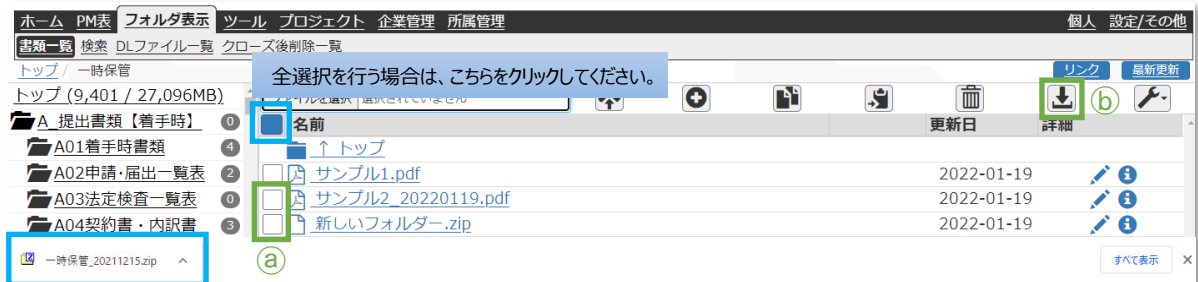 ホーム PM表 フォルダ表示 ツール プロジェクト 企業管理 所属管理 個人 設定/その他
書類一覧 検索 DLファイル一覧 クローズ後削除一覧
トップ / 一時保管 リンク 最新更新
全選択を行う場合は、こちらをクリックしてください。
トップ (9,401 / 27,096MB) ファイルを選択 選択されていません ⓑ
A_提出書類【着手時】 0 名前 更新日 詳細
A01着手時書類 4 ↑ トップ
A02申請・届出一覧表 2 サンプル1.pdf 2022-01-19
A03法定検査一覧表 0 サンプル2_20220119.pdf 2022-01-19
A04契約書・内訳書 3 新しいフォルダー.zip 2022-01-19
一時保管_20211215.zip ⓐ すべて表示